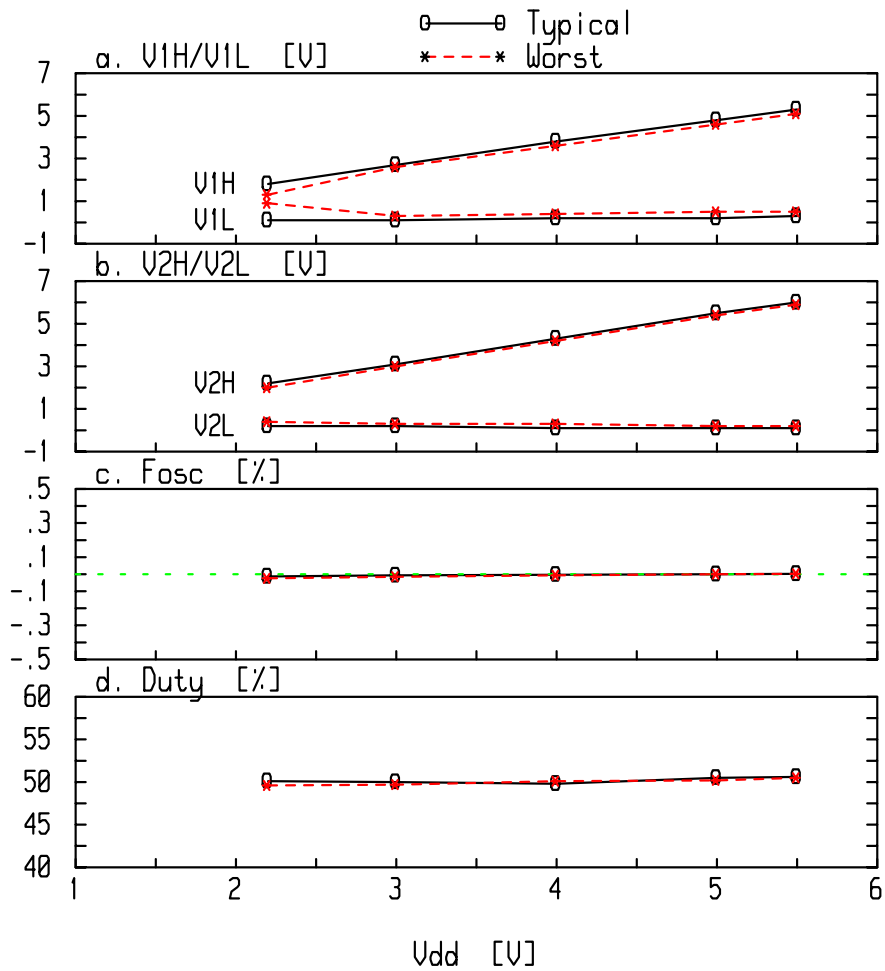 Typical
Worst
a. V1H/V1L [V]
7
5
3
1
-1
V1H
V1L
b. V2H/V2L [V]
7
5
3
1
-1
V2H
V2L
c. Fosc [%]
.5
.3
.1
-.1
-.3
-.5
d. Duty [%]
60
55
50
45
40
1 2 3 4 5 6
Vdd [V]